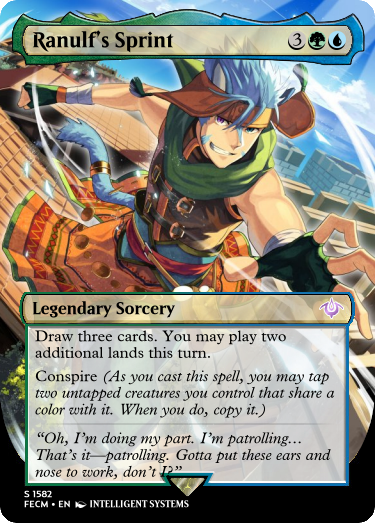 Ranulf's Sprint 3
Legendary Sorcery
Draw three cards. You may play two
additional lands this turn.
Conspire (As you cast this spell, you may tap
two untapped creatures you control that share a
color with it. When you do, copy it.)
“Oh, I'm doing my part. I'm patrolling…
That's it—patrolling. Gotta put these ears and
nose to work, don't I?”
S 1582
FECM • EN INTELLIGENT SYSTEMS